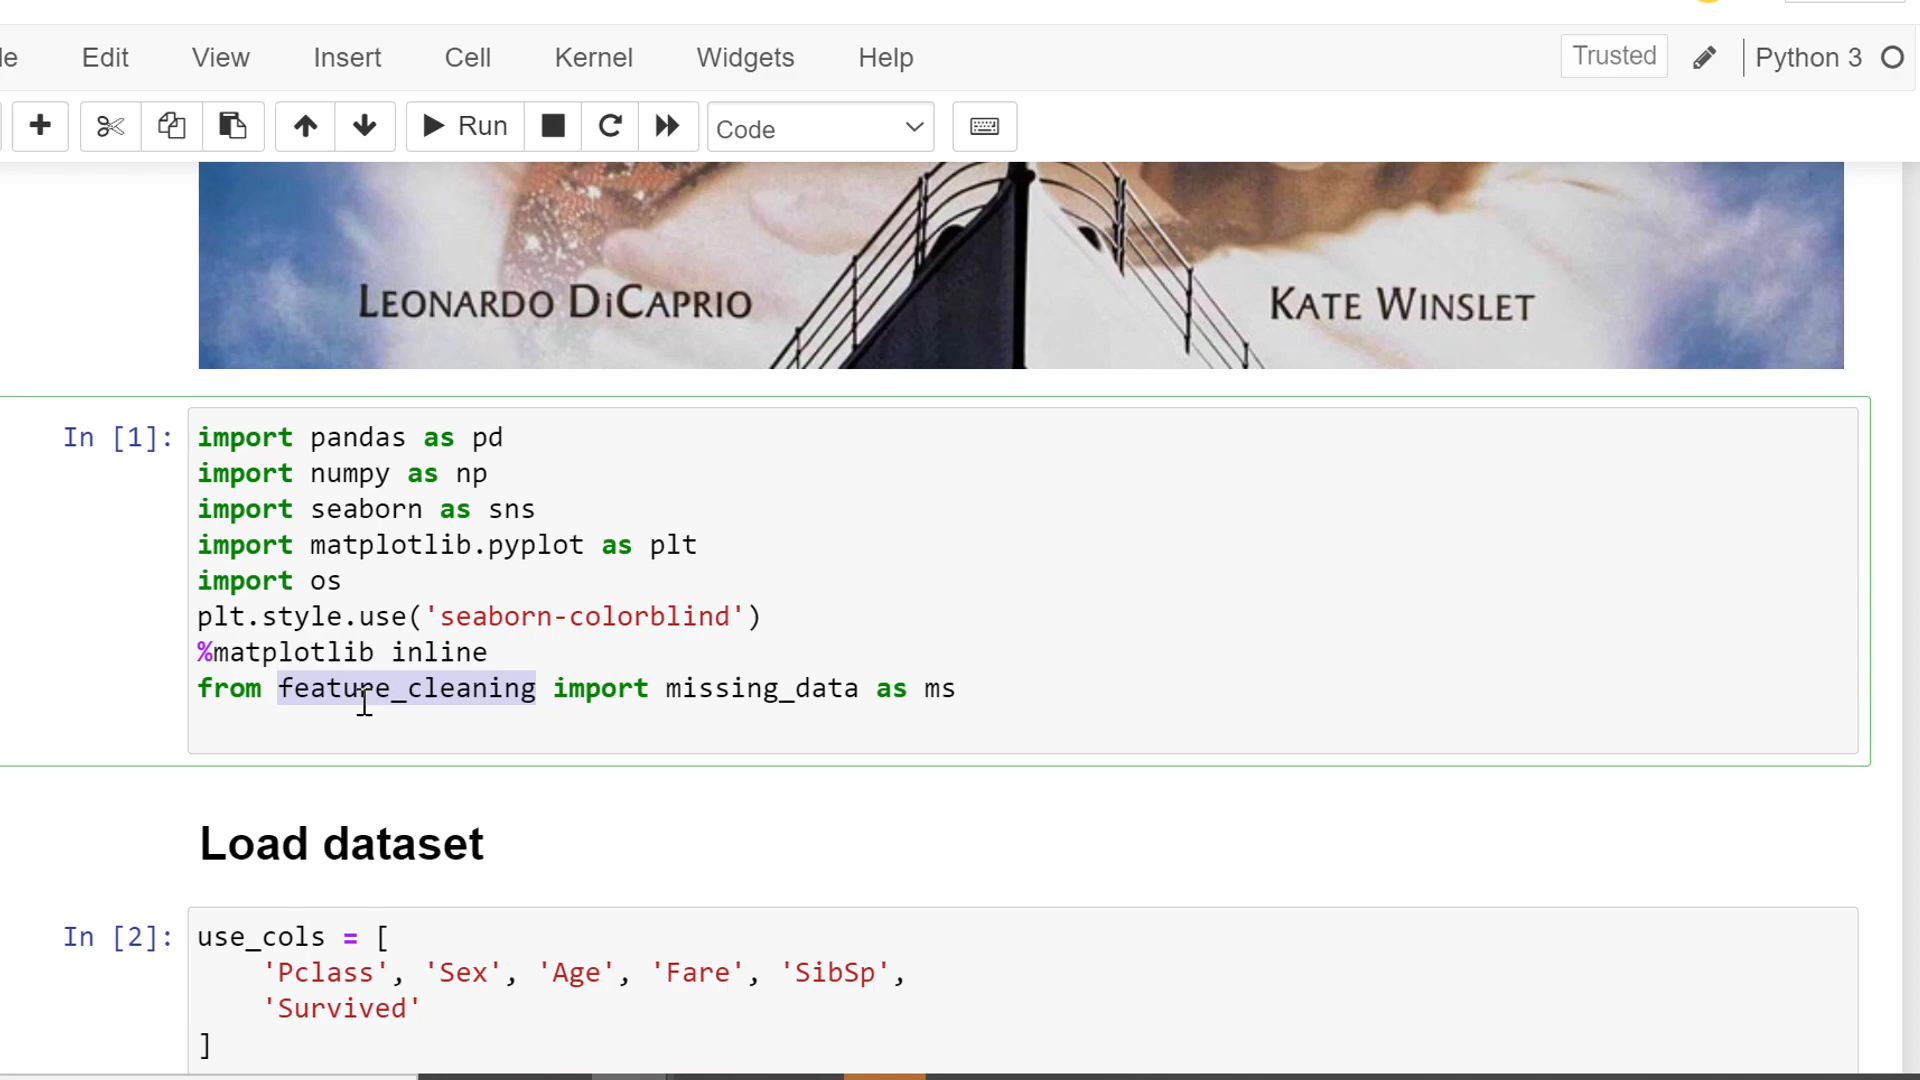 le Edit View Insert Cell Kernel Widgets Help Trusted Python 3
Run Code
LEONARDO DiCAPRIO KATE WINSLET
In [1]: import pandas as pd
import numpy as np
import seaborn as sns
import matplotlib.pyplot as plt
import os
plt.style.use('seaborn-colorblind')
%matplotlib inline
from feature_cleaning import missing_data as ms
Load dataset
In [2]: use_cols = [
'Pclass', 'Sex', 'Age', 'Fare', 'SibSp',
'Survived'
]